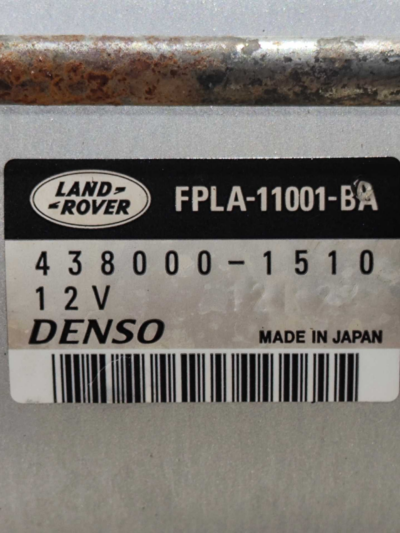 LAND ROVER
FPLA-11001-BA
438000-1510
12V
DENSO
MADE IN JAPAN